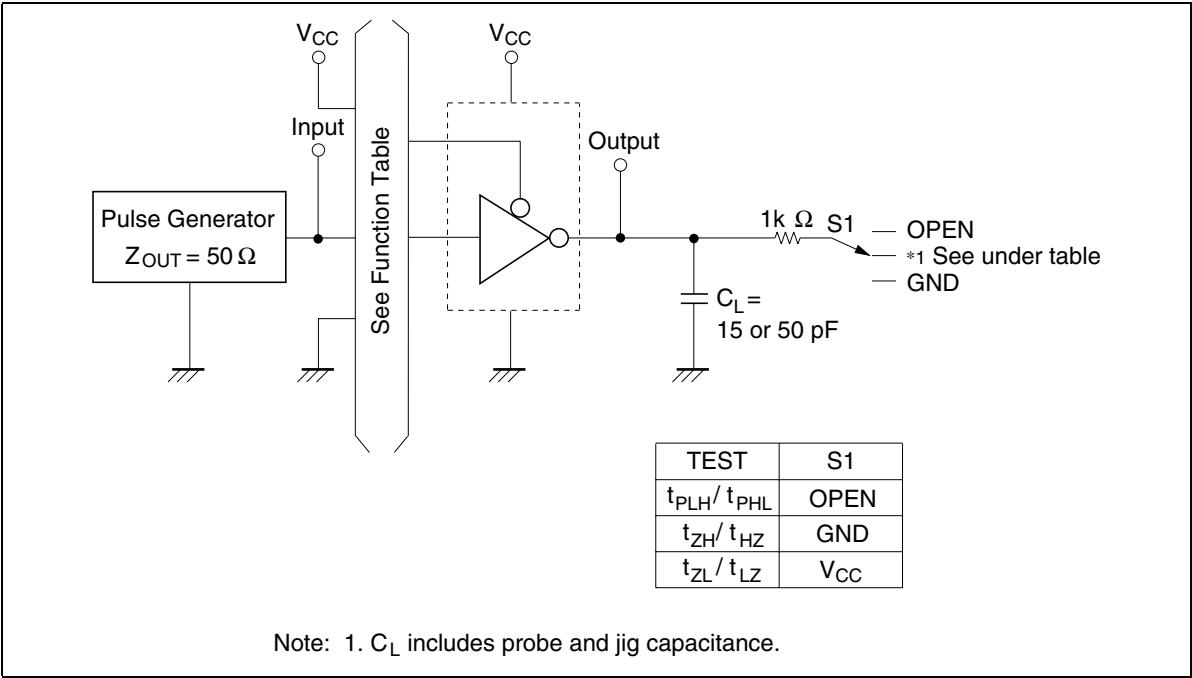 VCC
VCC
Input
Output
See Function Table
Pulse Generator
ZOUT = 50 Ω
1k Ω
S1
OPEN
*1 See under table
GND
CL =
15 or 50 pF
TEST S1
tPLH / tPHL OPEN
tZH / tHZ GND
tZL / tLZ VCC
Note: 1. CL includes probe and jig capacitance.